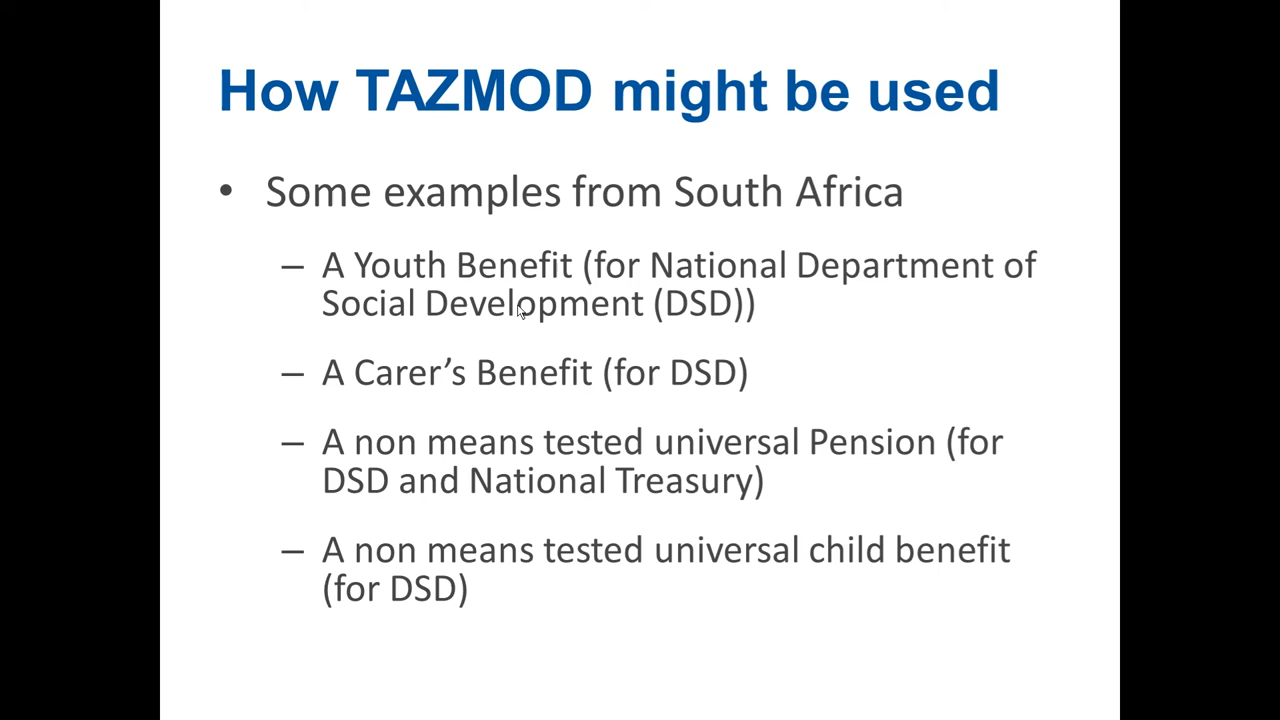 How TAZMOD might be used
• Some examples from South Africa
– A Youth Benefit (for National Department of
Social Development (DSD))
– A Carer’s Benefit (for DSD)
– A non means tested universal Pension (for
DSD and National Treasury)
– A non means tested universal child benefit
(for DSD)